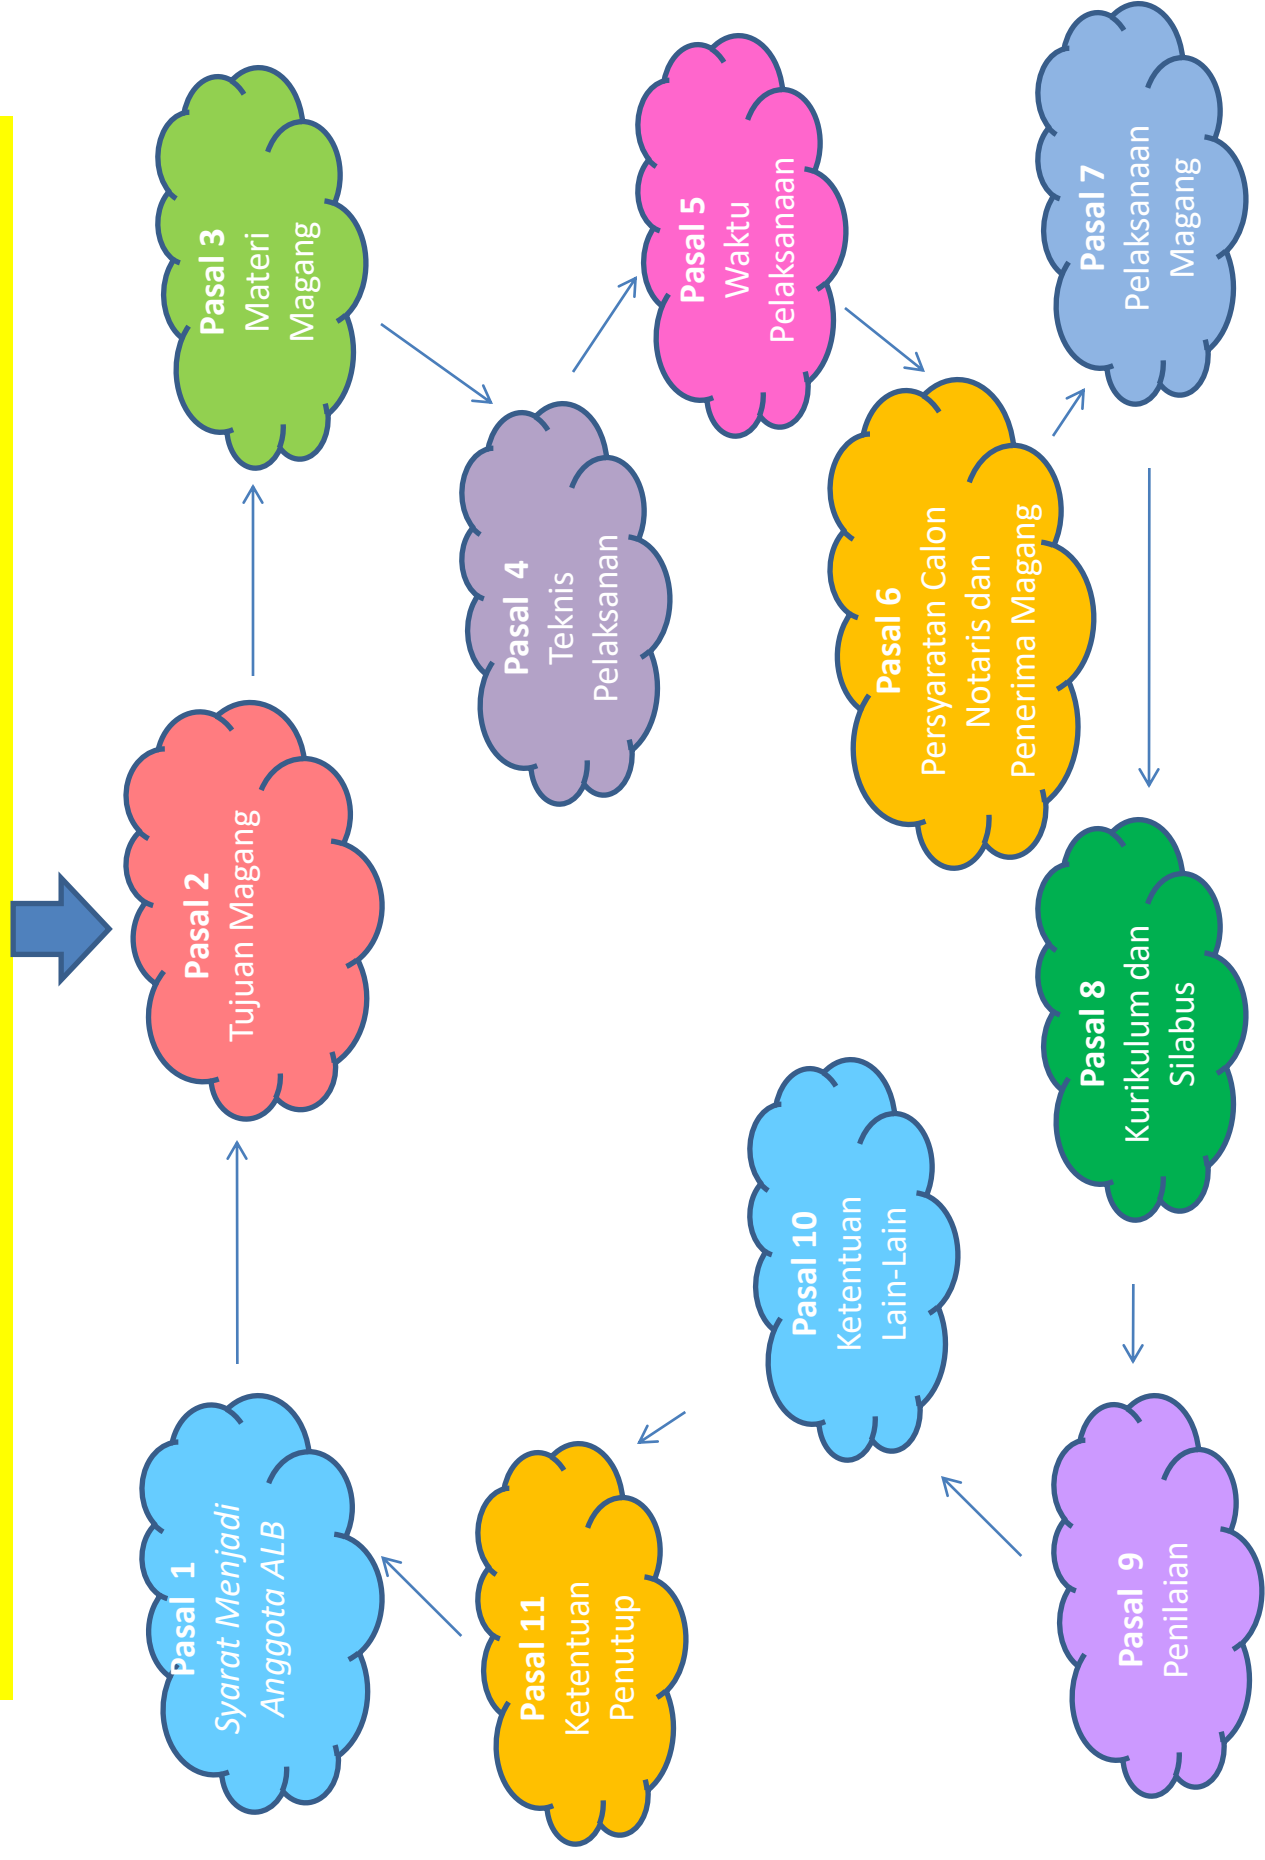 Pasal 1
Syarat Menjadi
Anggota ALB
Pasal 2
Tujuan Magang
Pasal 3
Materi
Magang
Pasal 4
Teknis
Pelaksanan
Pasal 5
Waktu
Pelaksanaan
Pasal 6
Persyaratan Calon
Notaris dan
Penerima Magang
Pasal 7
Pelaksanaan
Magang
Pasal 8
Kurikulum dan
Silabus
Pasal 9
Penilaian
Pasal 10
Ketentuan
Lain-Lain
Pasal 11
Ketentuan
Penutup